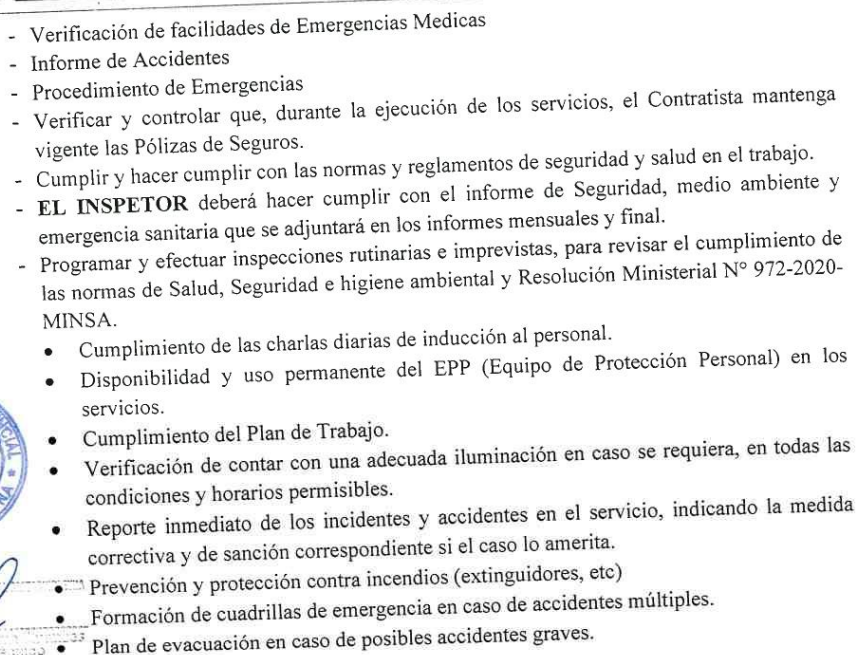 - Verificación de facilidades de Emergencias Medicas
- Informe de Accidentes
- Procedimiento de Emergencias
- Verificar y controlar que, durante la ejecución de los servicios, el Contratista mantenga
vigente las Pólizas de Seguros.
- Cumplir y hacer cumplir con las normas y reglamentos de seguridad y salud en el trabajo.
- EL INSPETOR deberá hacer cumplir con el informe de Seguridad, medio ambiente y
emergencia sanitaria que se adjuntará en los informes mensuales y final.
- Programar y efectuar inspecciones rutinarias e imprevistas, para revisar el cumplimiento de
las normas de Salud, Seguridad e higiene ambiental y Resolución Ministerial N° 972-2020-
MINSA.
• Cumplimiento de las charlas diarias de inducción al personal.
• Disponibilidad y uso permanente del EPP (Equipo de Protección Personal) en los
servicios.
• Cumplimiento del Plan de Trabajo.
• Verificación de contar con una adecuada iluminación en caso se requiera, en todas las
condiciones y horarios permisibles.
• Reporte inmediato de los incidentes y accidentes en el servicio, indicando la medida
correctiva y de sanción correspondiente si el caso lo amerita.
• Prevención y protección contra incendios (extinguidores, etc)
• Formación de cuadrillas de emergencia en caso de accidentes múltiples.
• Plan de evacuación en caso de posibles accidentes graves.